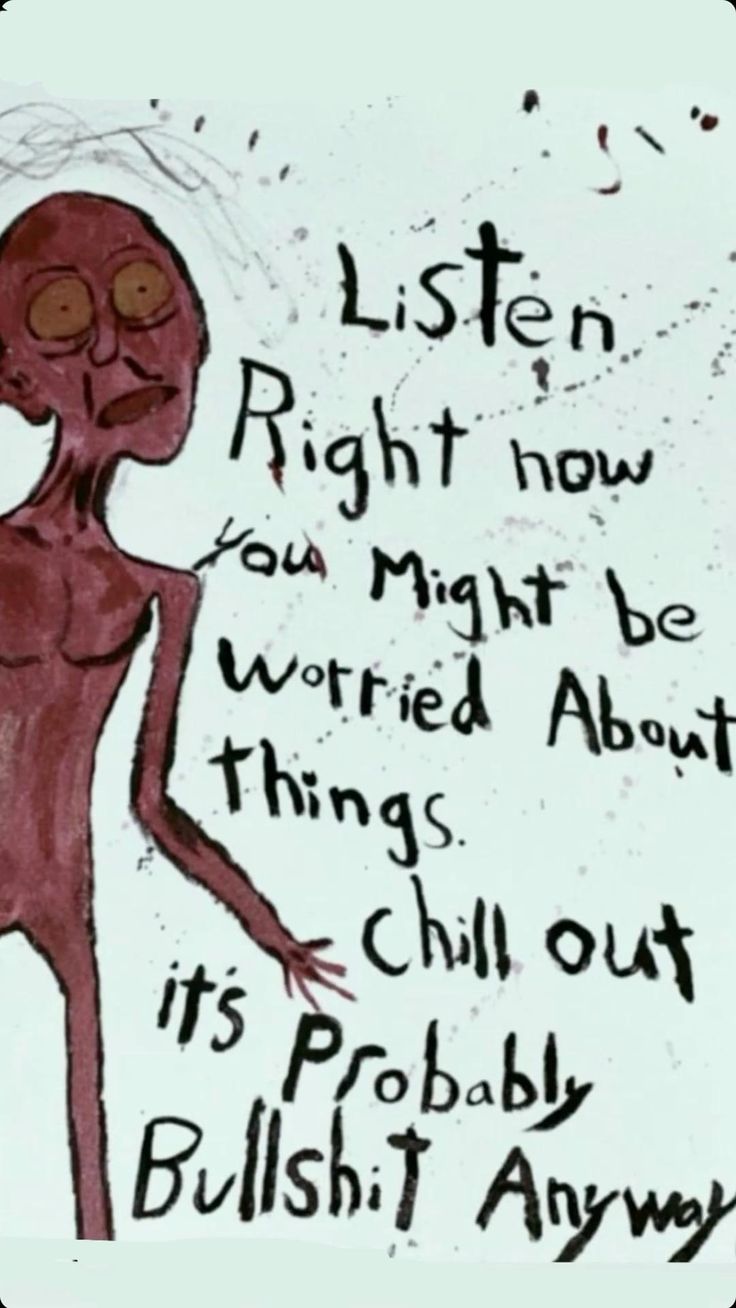 Listen
Right now
You Might be
Worried About
things.
Chill out
it's Probably
Bullshit Anyway